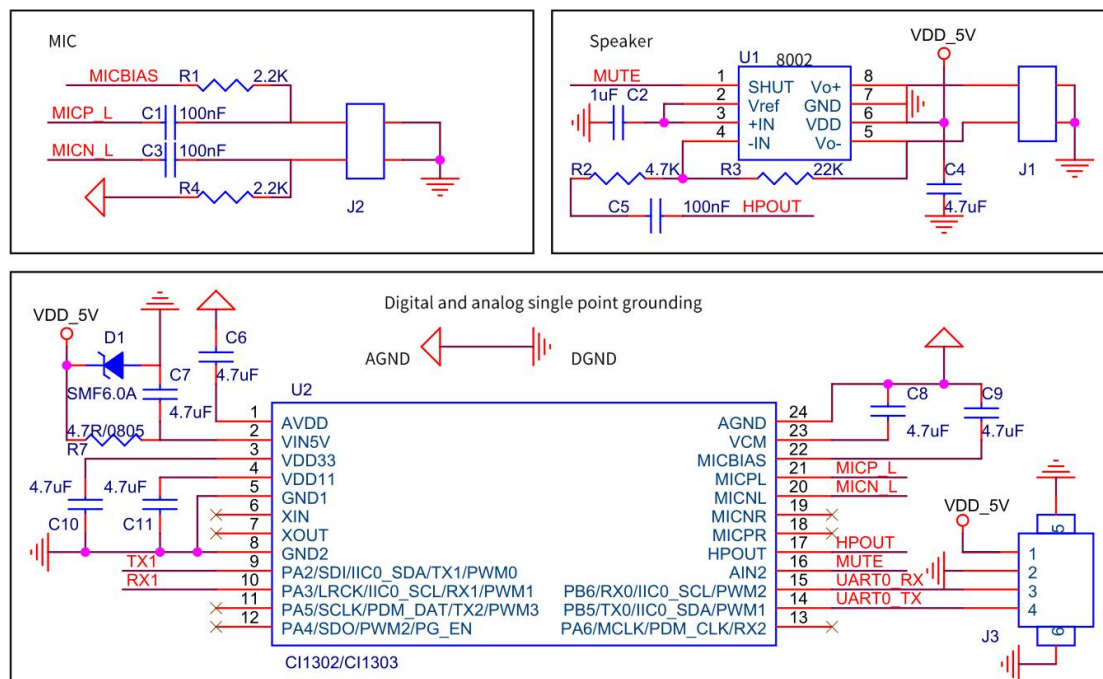 MIC
MICBIAS R1 2.2K
MICP_L C1 100nF
MICN_L C3 100nF
R4 2.2K
J2
Speaker
VDD_5V
U1 8002
MUTE 1 SHUT Vo+ 8
1uF C2 2 Vref GND 7
3 +IN VDD 6
4 -IN Vo- 5
R2 4.7K R3 22K C4 J1
C5 100nF HPOUT 4.7uF
Digital and analog single point grounding
AGND DGND
VDD_5V
D1
SMF6.0A
C7
4.7uF
C6
4.7uF
4.7R/0805
R7
4.7uF 4.7uF
C10 C11
TX1
RX1
U2
1 AVDD
2 VIN5V
3 VDD33
4 VDD11
5 GND1
6 XIN
7 XOUT
8 GND2
9 PA2/SDI/IIC0_SDA/TX1/PWM0
10 PA3/LRCK/IIC0_SCL/RX1/PWM1
11 PA5/SCLK/PDM_DAT/TX2/PWM3
12 PA4/SDO/PWM2/PG_EN
AGND 24
VCM 23
MICBIAS 22
MICPL 21 MICP_L
MICNL 20 MICN_L
MICNR 19
MICPR 18
HPOUT 17 HPOUT
AIN2 16 MUTE
PB6/RX0/IIC0_SCL/PWM2 15 UART0_RX
PB5/TX0/IIC0_SDA/PWM1 14 UART0_TX
PA6/MCLK/PDM_CLK/RX2 13
CI1302/CI1303
C8 C9
4.7uF 4.7uF
VDD_5V
5
1
2
3
4
6
J3